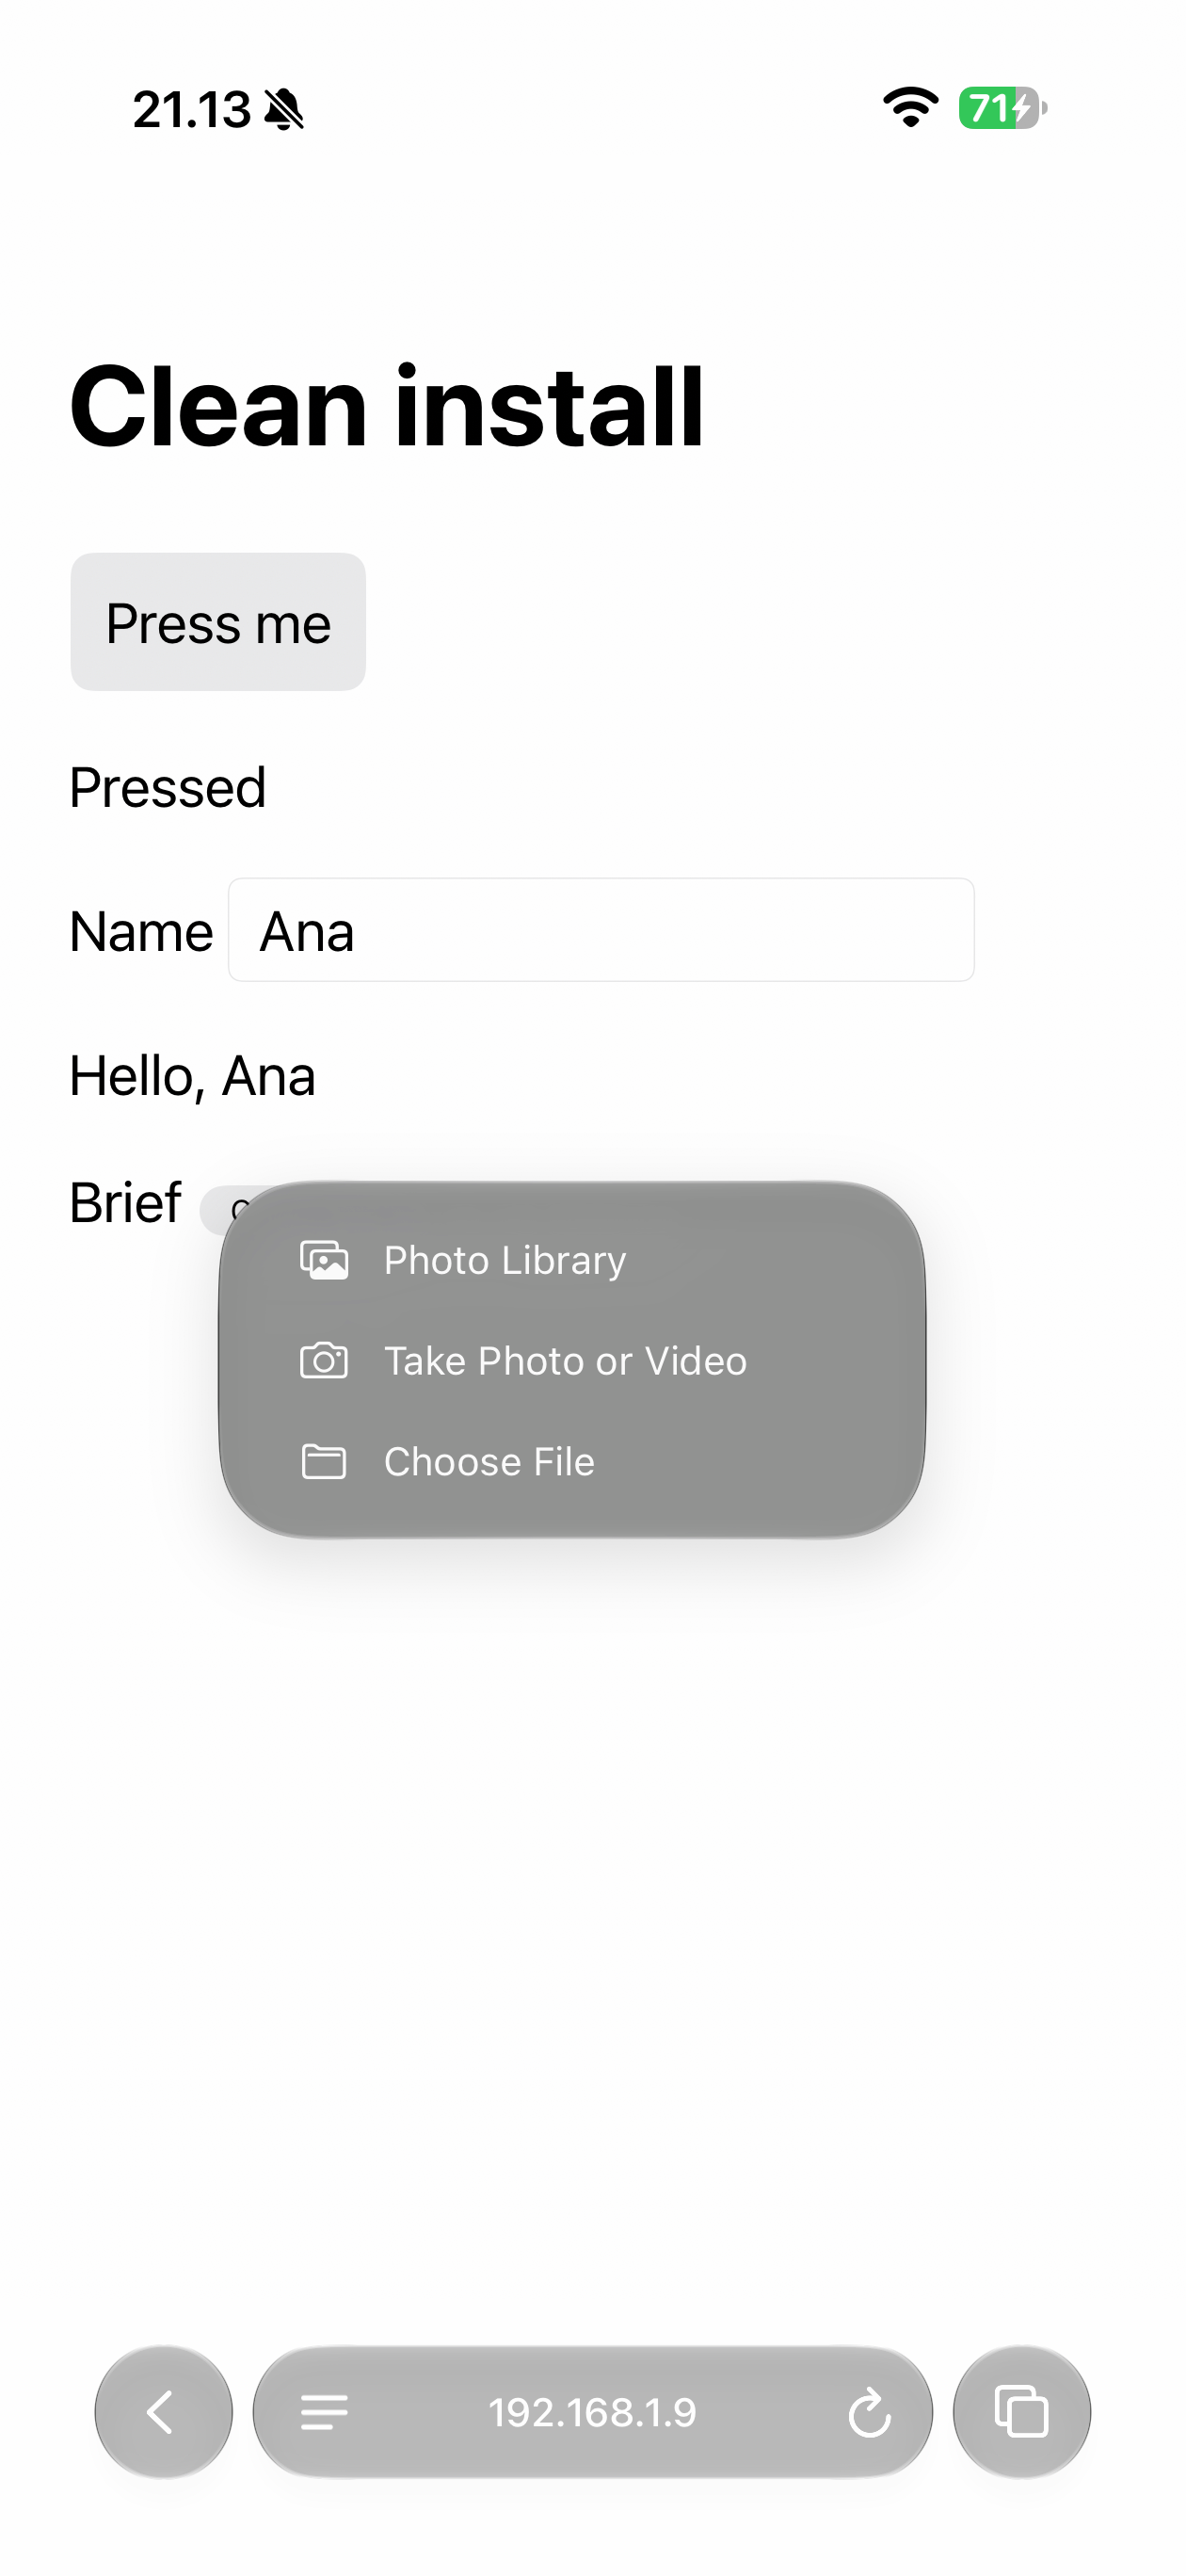 21.13
71
Clean install
Press me
Pressed
Name Ana
Hello, Ana
Brief
Photo Library
Take Photo or Video
Choose File
192.168.1.9